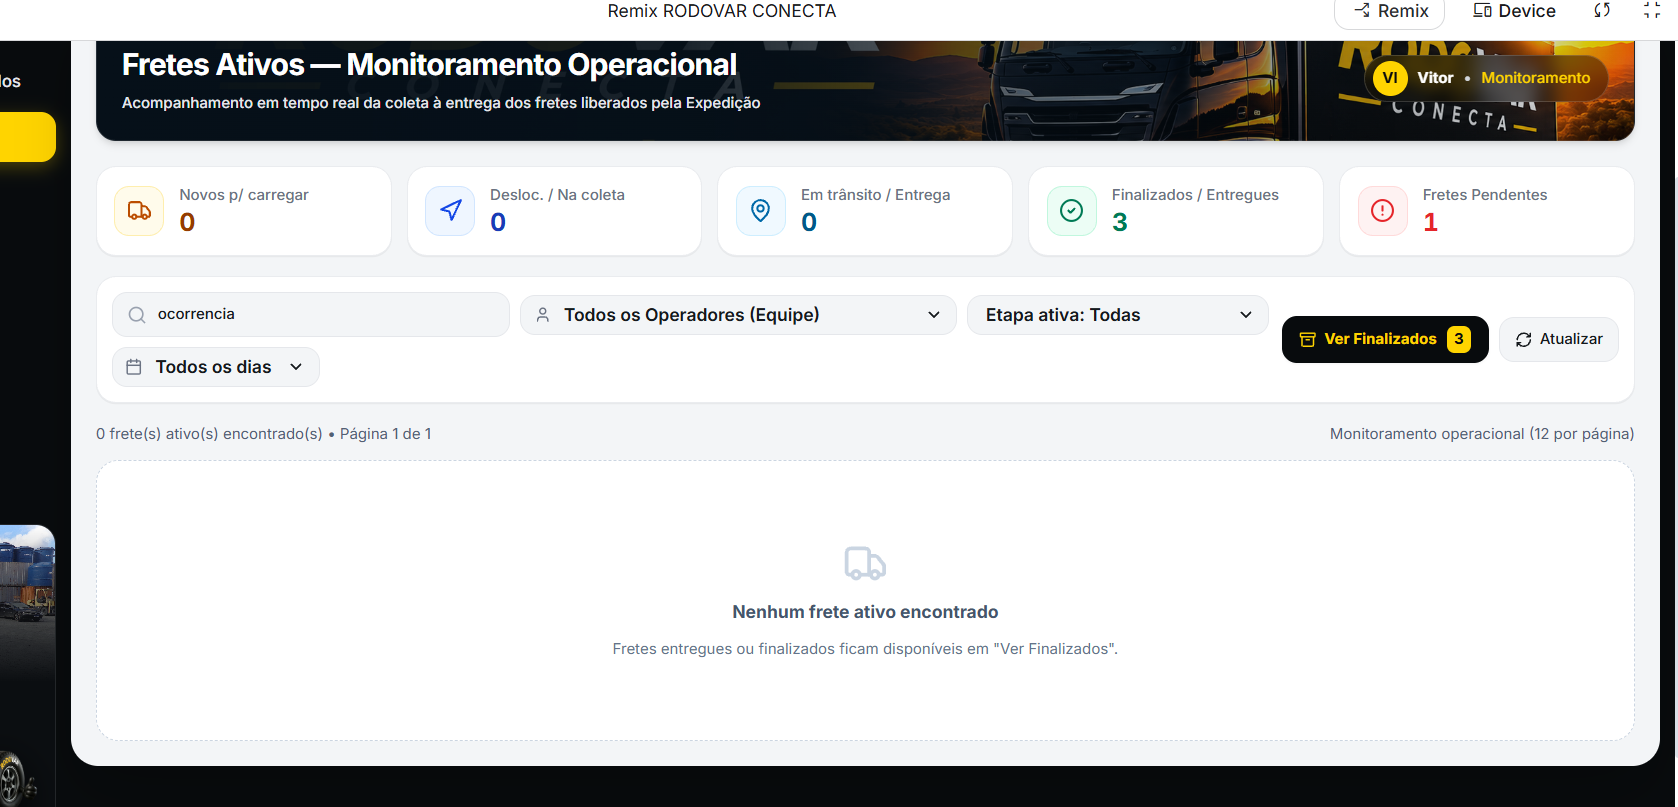 Remix RODOVAR CONECTA
Remix
Device
los
Fretes Ativos — Monitoramento Operacional
Acompanhamento em tempo real da coleta à entrega dos fretes liberados pela Expedição
VI Vitor • Monitoramento
CONECTA
Novos p/ carregar
0
Desloc. / Na coleta
0
Em trânsito / Entrega
0
Finalizados / Entregues
3
Fretes Pendentes
1
ocorrencia
Todos os Operadores (Equipe)
Etapa ativa: Todas
Ver Finalizados 3
Atualizar
Todos os dias
0 frete(s) ativo(s) encontrado(s) • Página 1 de 1
Monitoramento operacional (12 por página)
Nenhum frete ativo encontrado
Fretes entregues ou finalizados ficam disponíveis em "Ver Finalizados".